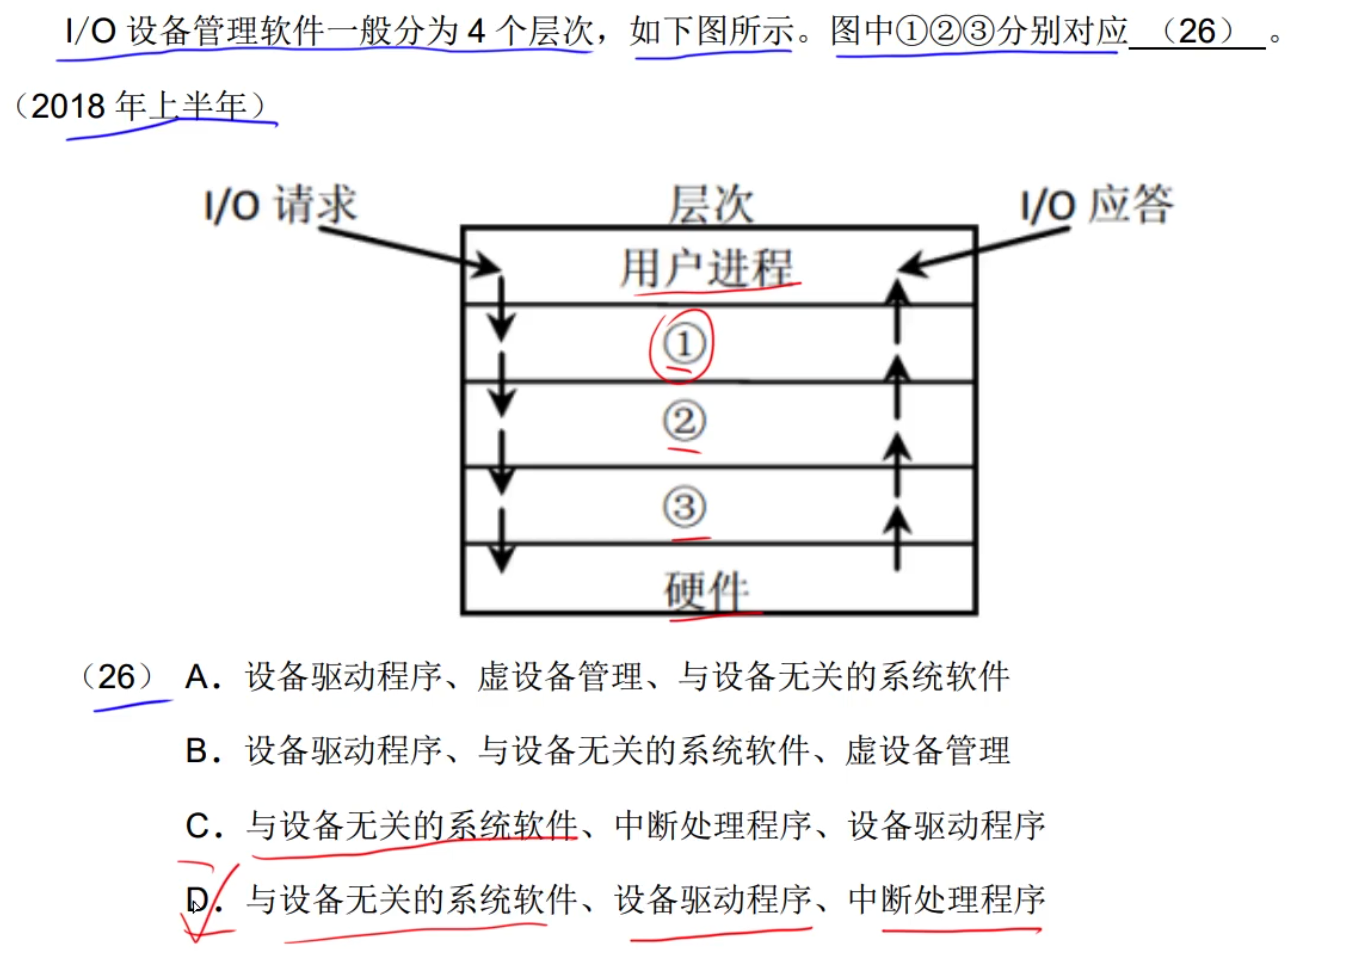 I/O 设备管理软件一般分为 4 个层次，如下图所示。图中①②③分别对应 （26） 。
（2018 年上半年）
I/O 请求 层次 I/O 应答
用户进程
①
②
③
硬件
（26） A. 设备驱动程序、虚设备管理、与设备无关的系统软件
B. 设备驱动程序、与设备无关的系统软件、虚设备管理
C. 与设备无关的系统软件、中断处理程序、设备驱动程序
D. 与设备无关的系统软件、设备驱动程序、中断处理程序